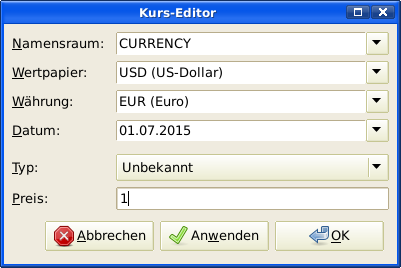 Kurs-Editor
Namensraum: CURRENCY
Wertpapier: USD (US-Dollar)
Währung: EUR (Euro)
Datum: 01.07.2015
Typ: Unbekannt
Preis: 1
Abbrechen Anwenden OK